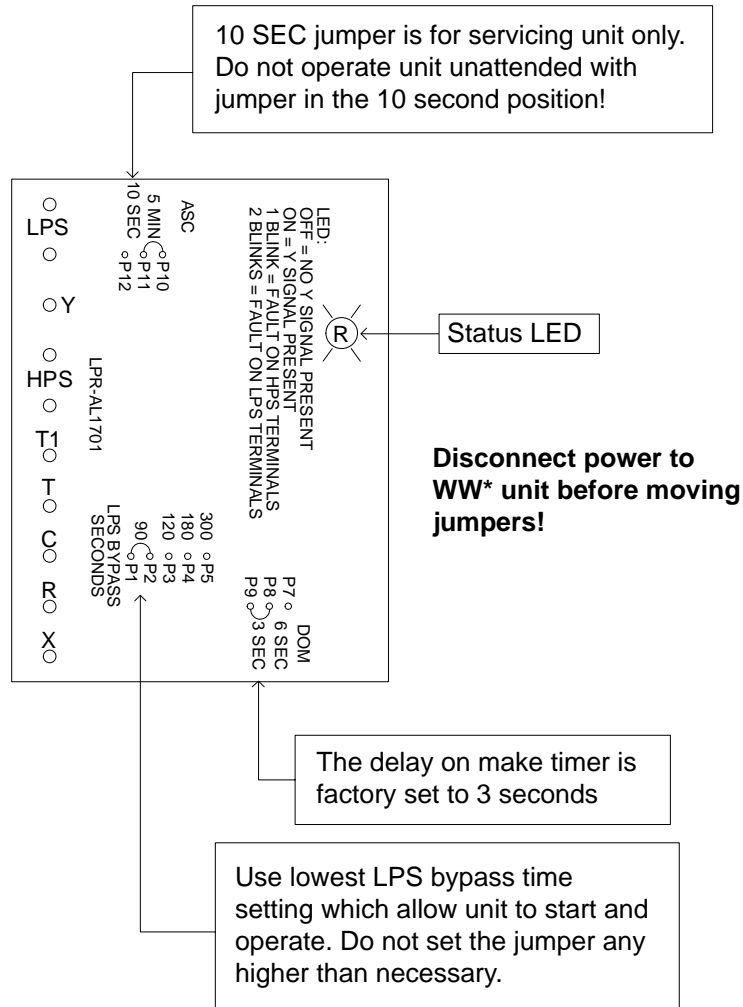 10 SEC jumper is for servicing unit only.
Do not operate unit unattended with
jumper in the 10 second position!
LPS
Y
HPS
T1
T
C
R
X
ASC
5 MIN
10 SEC
P10
P11
P12
LPR-AL1701
LED:
OFF = NO Y SIGNAL PRESENT
ON = Y SIGNAL PRESENT
1 BLINK = FAULT ON HPS TERMINALS
2 BLINKS = FAULT ON LPS TERMINALS
R
Status LED
Disconnect power to
WW* unit before moving
jumpers!
300 P5
180 P4
120 P3
90 P2
P1
LPS BYPASS
SECONDS
DOM
P7 6 SEC
P8
P9 3 SEC
The delay on make timer is
factory set to 3 seconds
Use lowest LPS bypass time
setting which allow unit to start and
operate. Do not set the jumper any
higher than necessary.